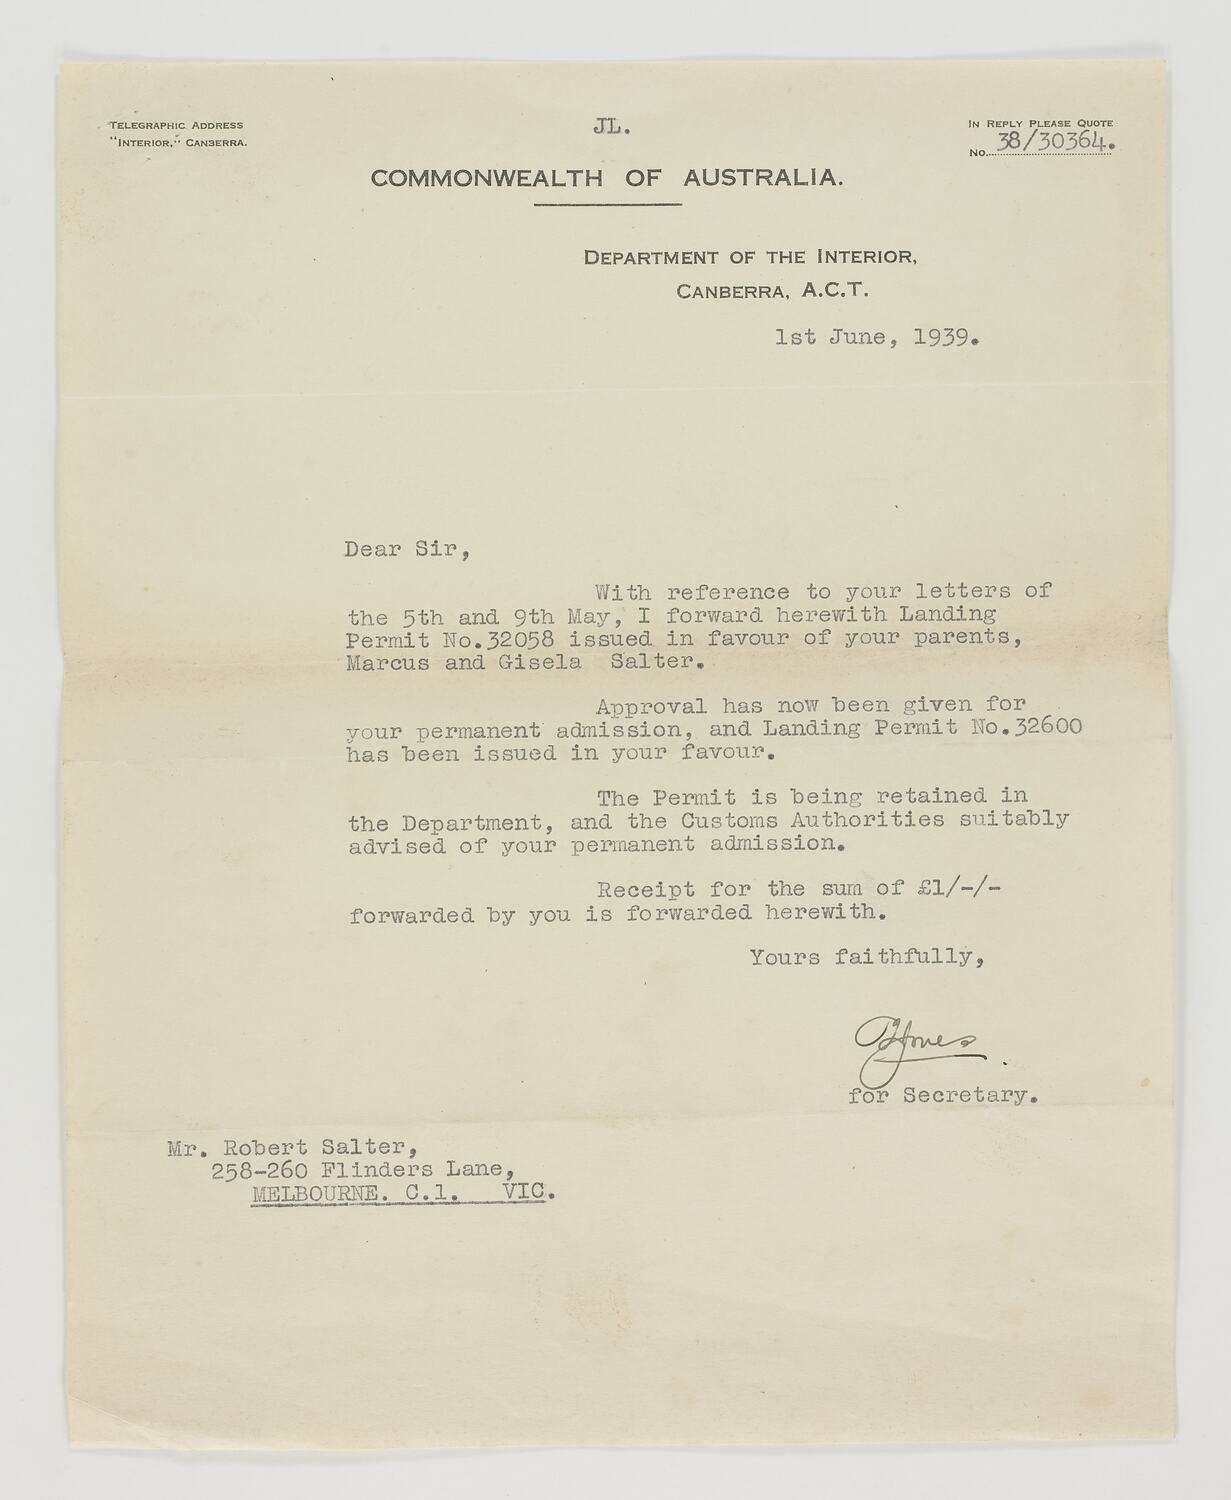 TELEGRAPHIC ADDRESS
"INTERIOR," CANBERRA.
JL.
IN REPLY PLEASE QUOTE
No. 38/30364.
COMMONWEALTH OF AUSTRALIA.
DEPARTMENT OF THE INTERIOR,
CANBERRA, A.C.T.
1st June, 1939.
Dear Sir,
With reference to your letters of
the 5th and 9th May, I forward herewith Landing
Permit No.32058 issued in favour of your parents,
Marcus and Gisela Salter.
Approval has now been given for
your permanent admission, and Landing Permit No.32600
has been issued in your favour.
The Permit is being retained in
the Department, and the Customs Authorities suitably
advised of your permanent admission.
Receipt for the sum of £1/-/-
forwarded by you is forwarded herewith.
Yours faithfully,
for Secretary.
Mr. Robert Salter,
258-260 Flinders Lane,
MELBOURNE. C.1. VIC.